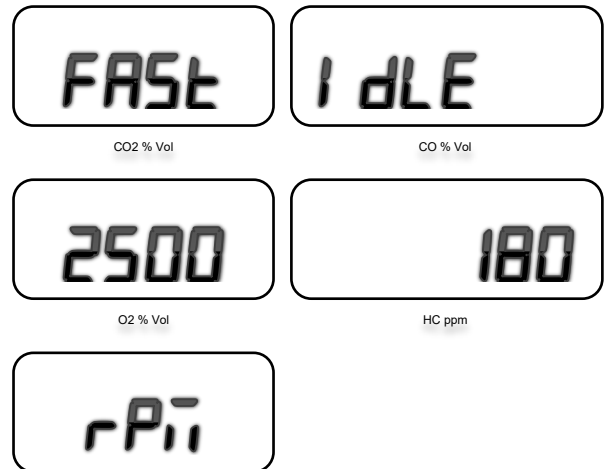 FASt I dLE
CO2 % Vol CO % Vol
2500 180
O2 % Vol HC ppm
rPm